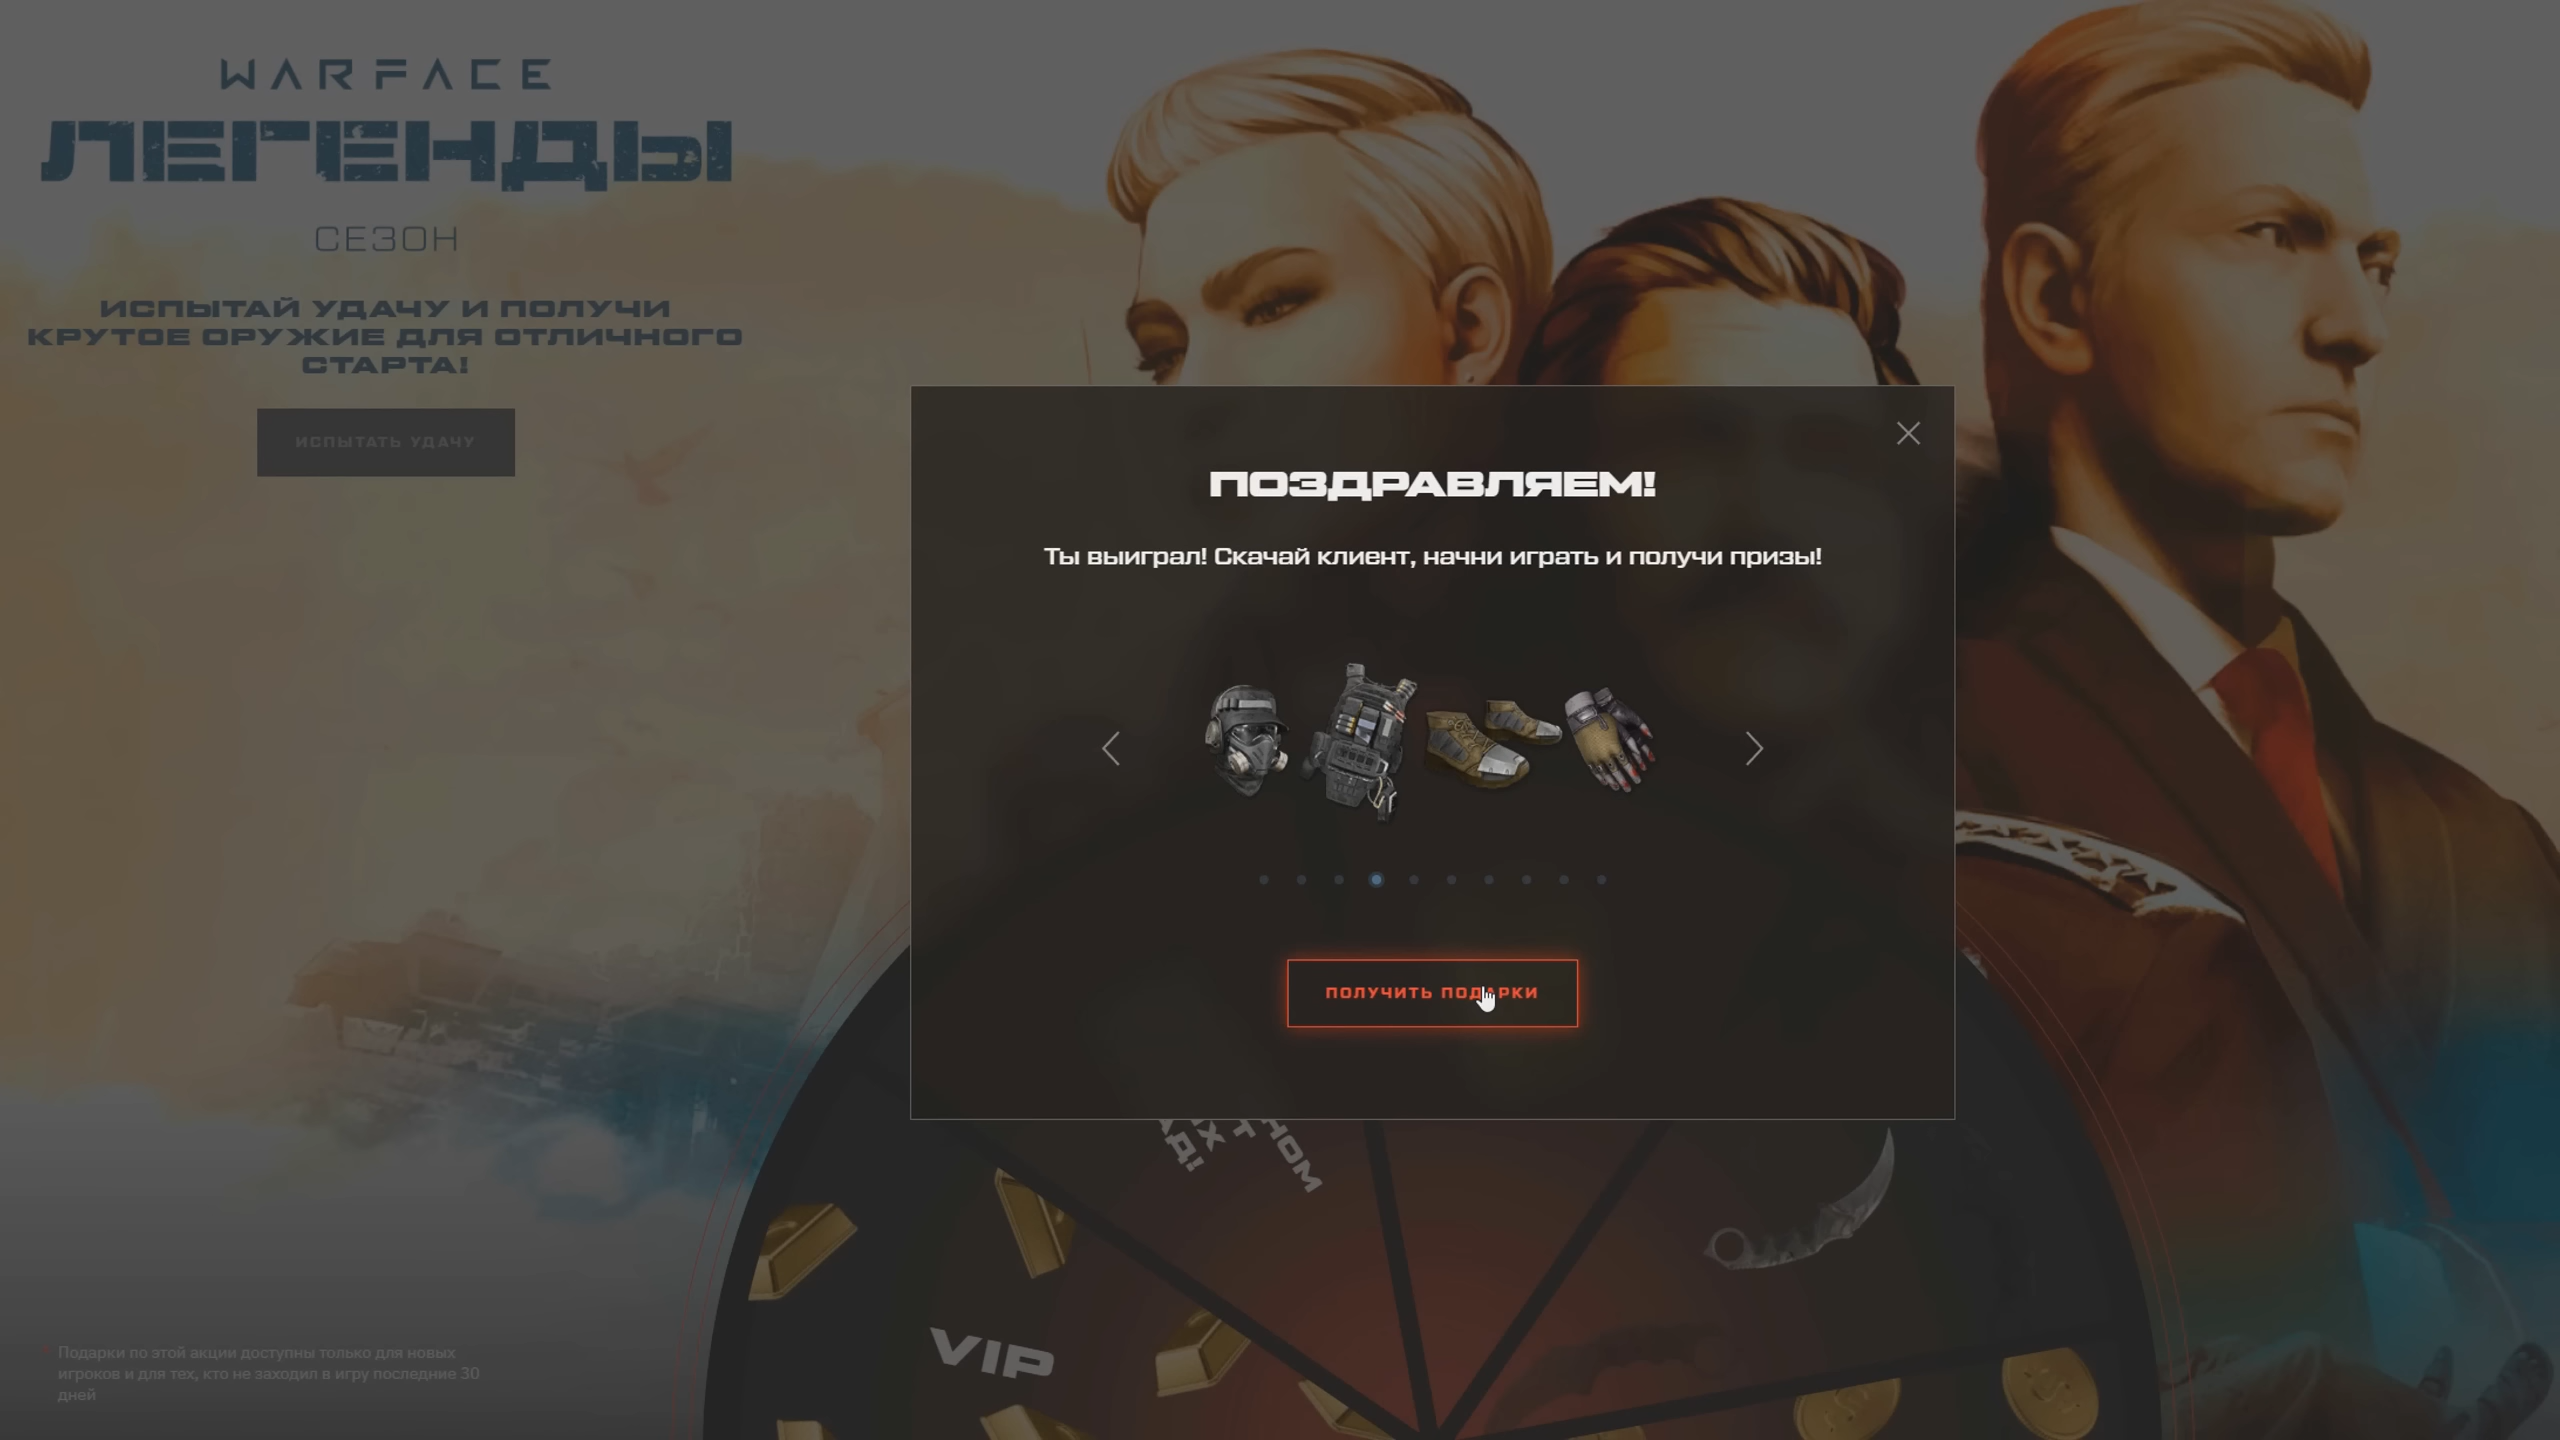 WARFACE
ЛЕГЕНДЫ
СЕЗОН
ИСПЫТАЙ УДАЧУ И ПОЛУЧИ
КРУТОЕ ОРУЖИЕ ДЛЯ ОТЛИЧНОГО
СТАРТА!
ИСПЫТАТЬ УДАЧУ
ПОЗДРАВЛЯЕМ!
Ты выиграл! Скачай клиент, начни играть и получи призы!
ПОЛУЧИТЬ ПОДАРКИ
VIP
* Подарки по этой акции доступны только для новых
игроков и для тех, кто не заходил в игру последние 30
дней